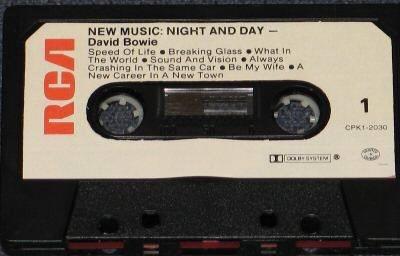 RCA
NEW MUSIC: NIGHT AND DAY —
David Bowie
Speed Of Life ● Breaking Glass ● What In
The World ● Sound And Vision ● Always
Crashing In The Same Car ● Be My Wife ● A
New Career In A New Town
1
CPK1-2030
DOLBY SYSTEM ®